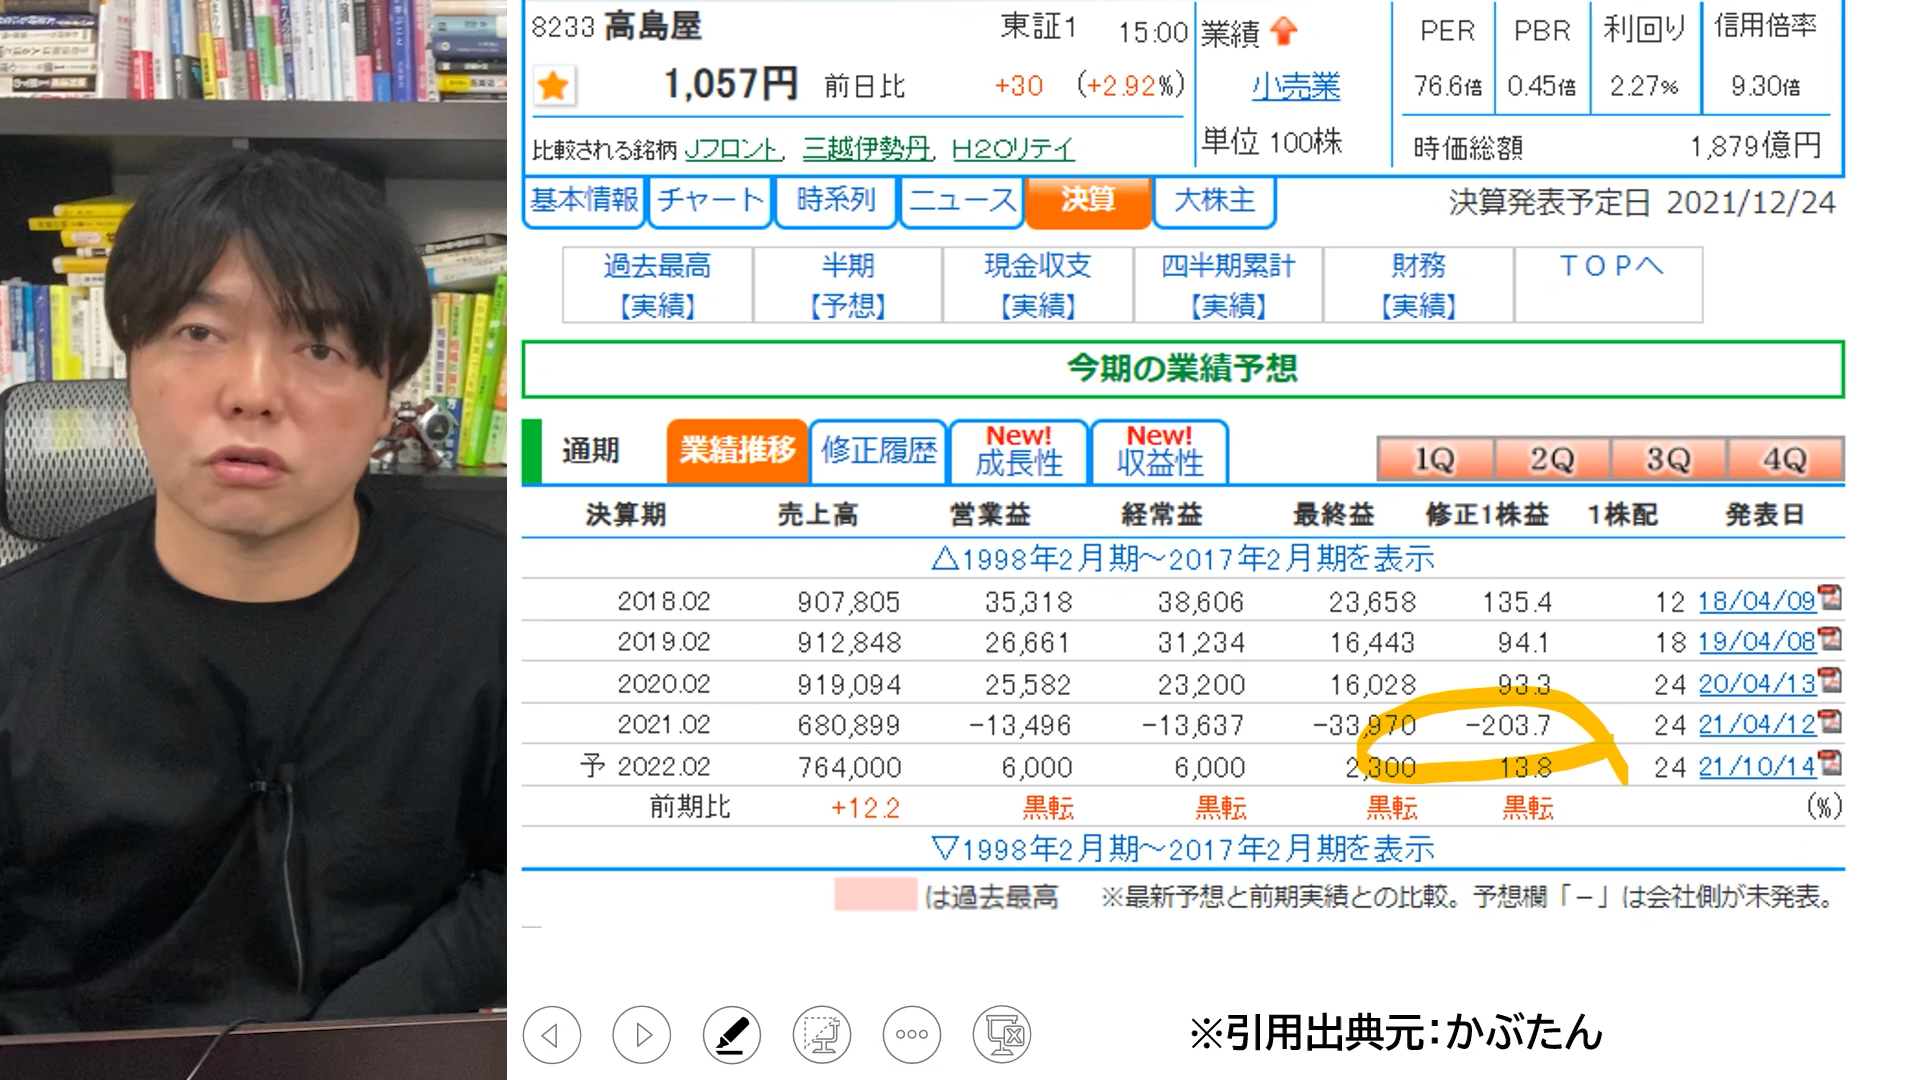 8233 高島屋 東証1 15:00
1,057円 前日比 +30 (+2.92%)
比較される銘柄 Jフロント, 三越伊勢丹, H2Oリテイ
業績
小売業
単位 100株
PER PBR 利回り 信用倍率
76.6倍 0.45倍 2.27% 9.30倍
時価総額 1,879億円
基本情報 チャート 時系列 ニュース 決算 大株主 決算発表予定日 2021/12/24
過去最高 半期 現金収支 四半期累計 財務 TOPへ
【実績】 【予想】 【実績】 【実績】 【実績】
今期の業績予想
通期 業績推移 修正履歴 New! 成長性 New! 収益性 1Q 2Q 3Q 4Q
決算期 売上高 営業益 経常益 最終益 修正1株益 1株配 発表日
△1998年2月期~2017年2月期を表示
2018.02 907,805 35,318 38,606 23,658 135.4 12 18/04/09
2019.02 912,848 26,661 31,234 16,443 94.1 18 19/04/08
2020.02 919,094 25,582 23,200 16,028 93.3 24 20/04/13
2021.02 680,899 -13,496 -13,637 -33,970 -203.7 24 21/04/12
予 2022.02 764,000 6,000 6,000 2,300 13.8 24 21/10/14
前期比 +12.2 黒転 黒転 黒転 黒転 (%)
▽1998年2月期~2017年2月期を表示
は過去最高 ※最新予想と前期実績との比較。予想欄「-」は会社側が未発表。
※引用出典元:かぶたん